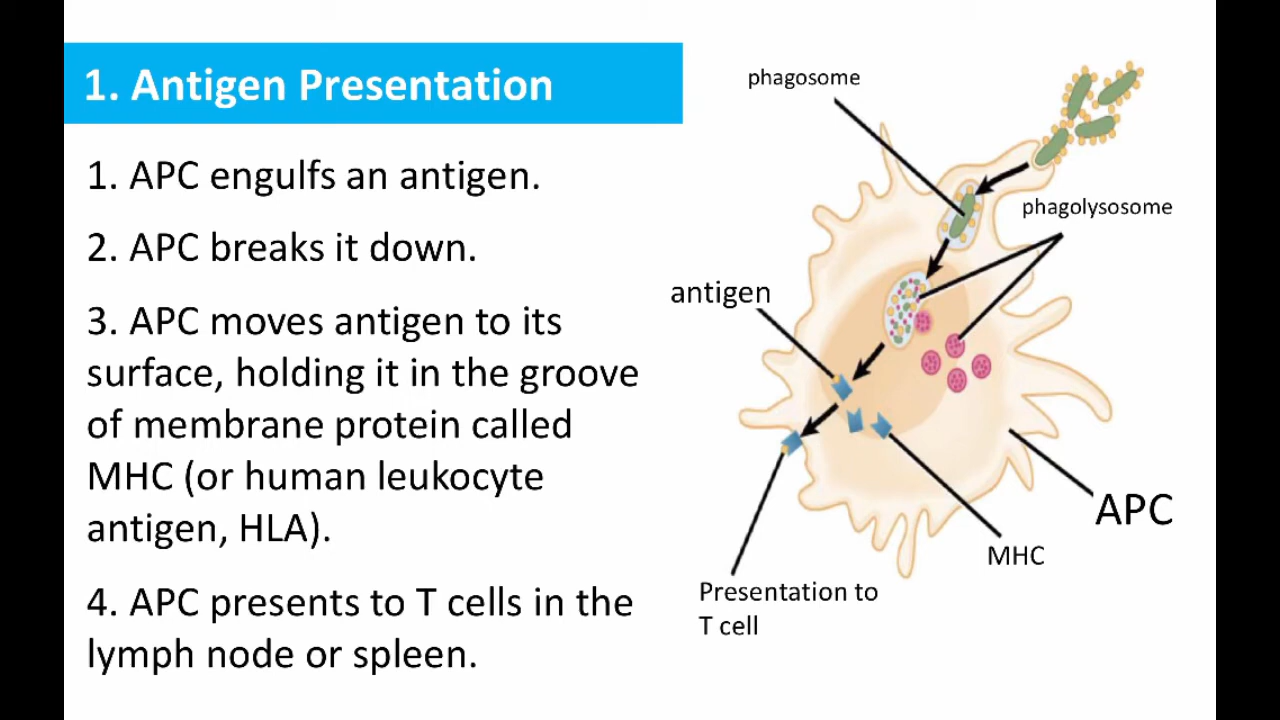 1. Antigen Presentation
1. APC engulfs an antigen.
2. APC breaks it down.
3. APC moves antigen to its
surface, holding it in the groove
of membrane protein called
MHC (or human leukocyte
antigen, HLA).
4. APC presents to T cells in the
lymph node or spleen.
phagosome
phagolysosome
antigen
APC
MHC
Presentation to
T cell